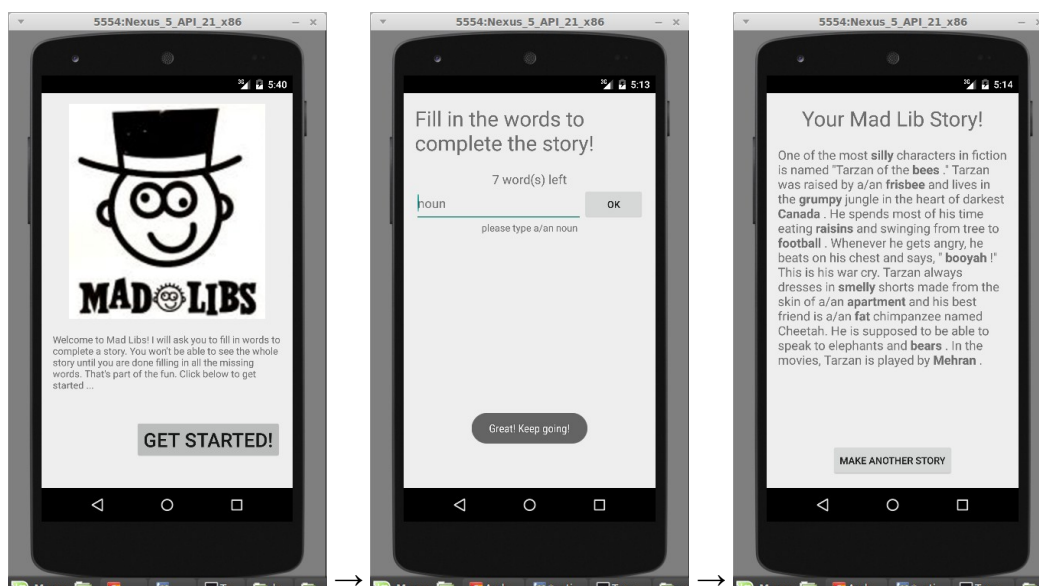 5554:Nexus_5_API_21_x86
3G 5:40
MAD LIBS
Welcome to Mad Libs! I will ask you to fill in words to
complete a story. You won't be able to see the whole
story until you are done filling in all the missing
words. That's part of the fun. Click below to get
started ...
GET STARTED!
→
5554:Nexus_5_API_21_x86
3G 5:13
Fill in the words to
complete the story!
7 word(s) left
noun
OK
please type a/an noun
Great! Keep going!
→
5554:Nexus_5_API_21_x86
3G 5:14
Your Mad Lib Story!
One of the most silly characters in fiction
is named "Tarzan of the bees ." Tarzan
was raised by a/an frisbee and lives in
the grumpy jungle in the heart of darkest
Canada . He spends most of his time
eating raisins and swinging from tree to
football . Whenever he gets angry, he
beats on his chest and says, " booyah !"
This is his war cry. Tarzan always
dresses in smelly shorts made from the
skin of a/an apartment and his best
friend is a/an fat chimpanzee named
Cheetah. He is supposed to be able to
speak to elephants and bears . In the
movies, Tarzan is played by Mehran .
MAKE ANOTHER STORY